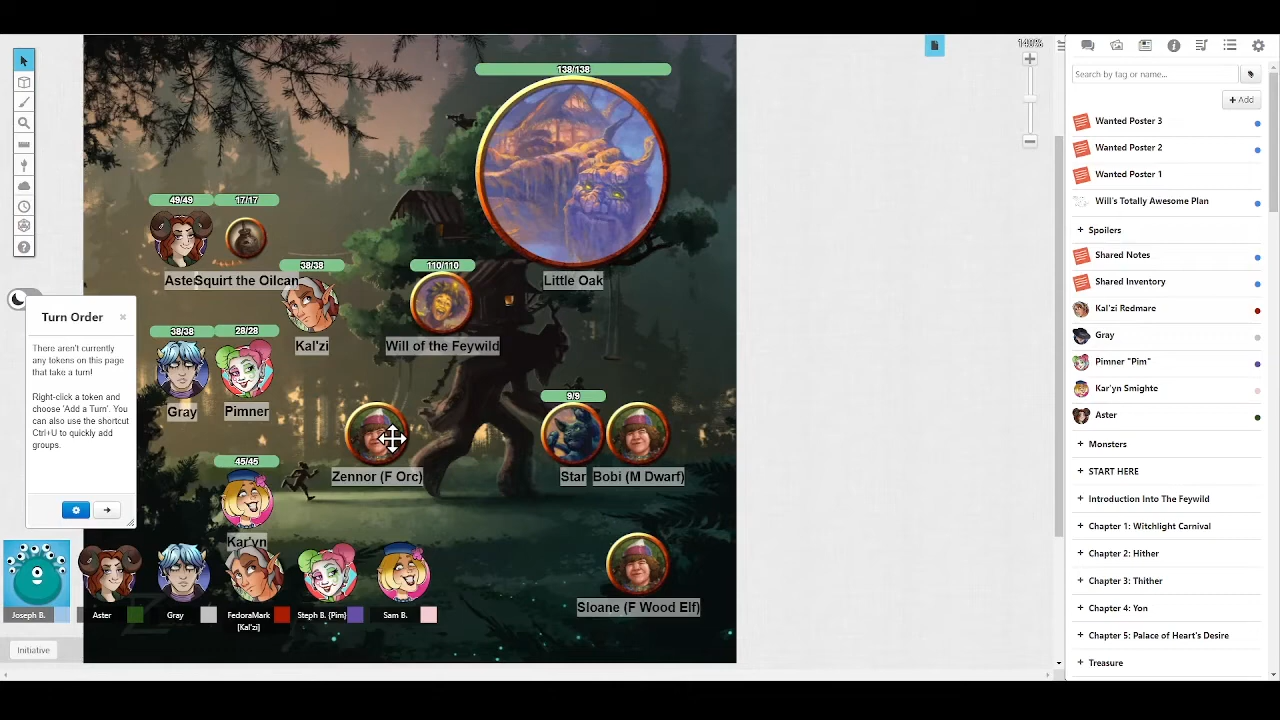 138/138
140%
Search by tag or name...
+ Add
Wanted Poster 3
Wanted Poster 2
Wanted Poster 1
Will's Totally Awesome Plan
+ Spoilers
Shared Notes
Shared Inventory
Kal'zi Redmare
Gray
Pimner "Pim"
Kar'yn Smighte
Aster
+ Monsters
+ START HERE
+ Introduction Into The Feywild
+ Chapter 1: Witchlight Carnival
+ Chapter 2: Hither
+ Chapter 3: Thither
+ Chapter 4: Yon
+ Chapter 5: Palace of Heart's Desire
+ Treasure
49/49
17/17
Aste
Squirt the Oilcan
38/38
110/110
Little Oak
Kal'zi
Will of the Feywild
Turn Order
There aren't currently
any tokens on this page
that take a turn!
Right-click a token and
choose 'Add a Turn'. You
can also use the shortcut
Ctrl+U to quickly add
groups.
38/38
28/28
Gray
Pimner
9/9
Zennor (F Orc)
Star
Bobi (M Dwarf)
45/45
Kar'yn
Sloane (F Wood Elf)
Joseph B.
Aster
Gray
FedoraMark
[Kal'zi]
Steph B. {Pim}
Sam B.
Initiative